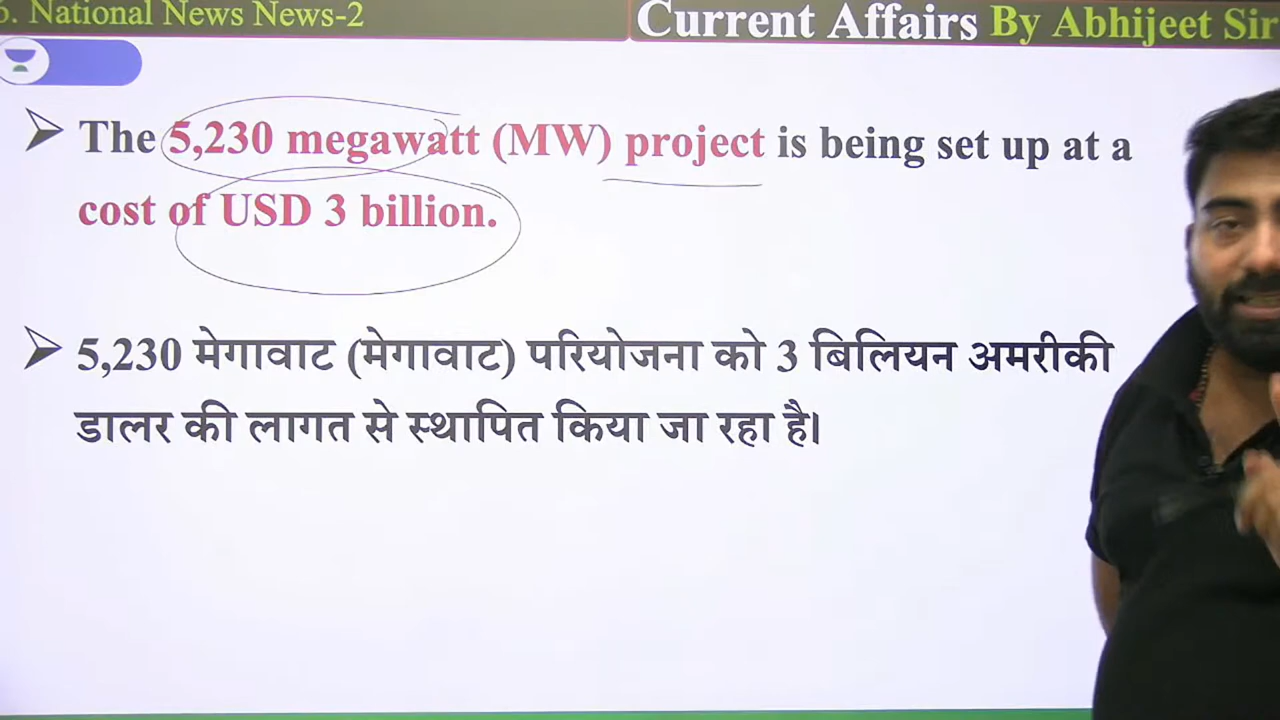 6. National News News-2
Current Affairs By Abhijeet Sir
The 5,230 megawatt (MW) project is being set up at a
cost of USD 3 billion.
5,230 मेगावाट (मेगावाट) परियोजना को 3 बिलियन अमरीकी
डालर की लागत से स्थापित किया जा रहा है।